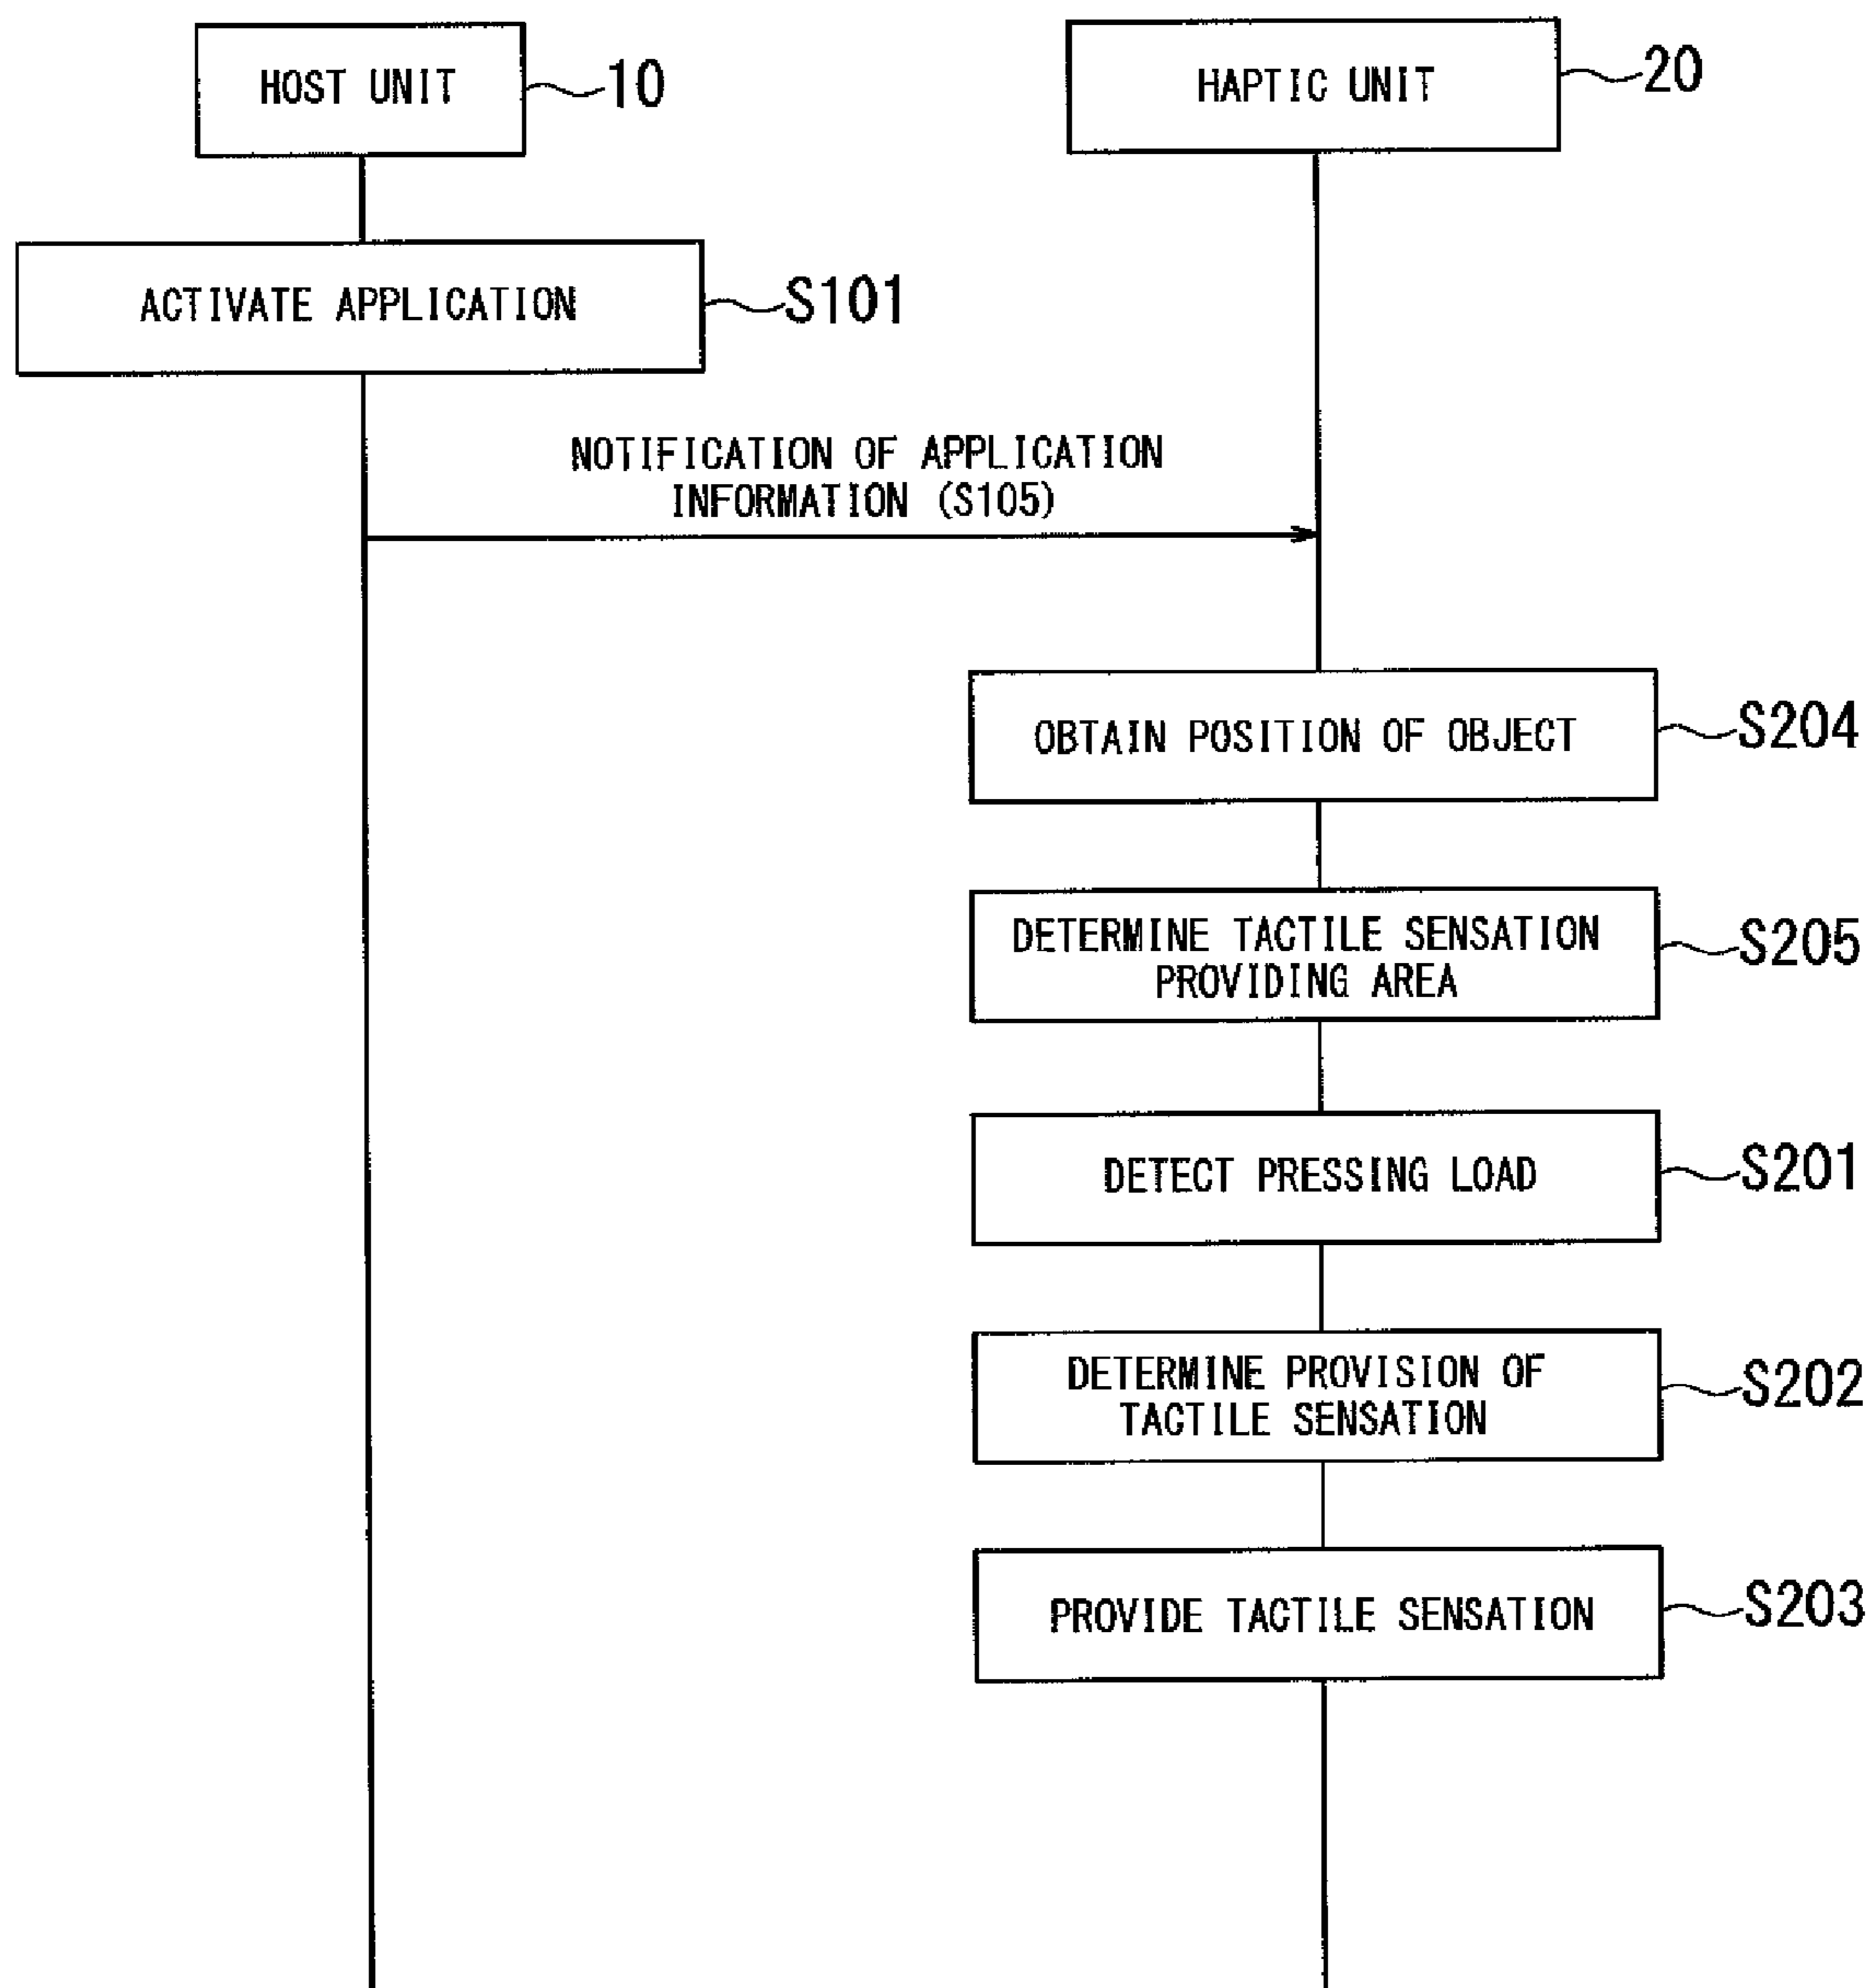 HOST UNIT
10
HAPTIC UNIT
20
ACTIVATE APPLICATION
S101
NOTIFICATION OF APPLICATION
INFORMATION (S105)
OBTAIN POSITION OF OBJECT
S204
DETERMINE TACTILE SENSATION
PROVIDING AREA
S205
DETECT PRESSING LOAD
S201
DETERMINE PROVISION OF
TACTILE SENSATION
S202
PROVIDE TACTILE SENSATION
S203